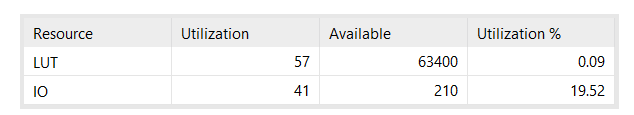 Resource Utilization Available Utilization %
LUT 57 63400 0.09
IO 41 210 19.52